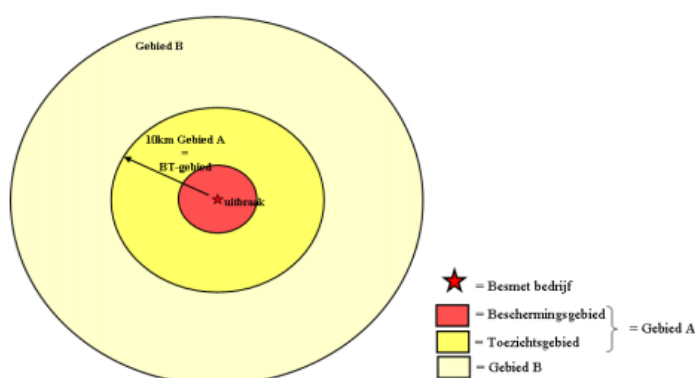 Gebied B
10km Gebied A
=
BT-gebied
uitbraak
= Besmet bedrijf
= Beschermingsgebied
= Gebied A
= Toezichtsgebied
= Gebied B